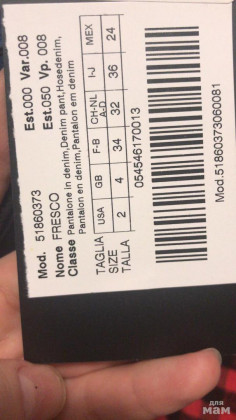 Est.000 Var.008
Mod. 51860373 Est.050 Vp. 008
Nome FRESCO
Classe Pantalone in denim,Denim pant,Hosedenim,
Pantalon en denim,Pantalon em denim
TAGLIA USA GB F-B CH-NL A-D I-J MEX
SIZE 2 4 34 32 36 24
TALLA
054546170013
Mod.51860373060081
для
мам